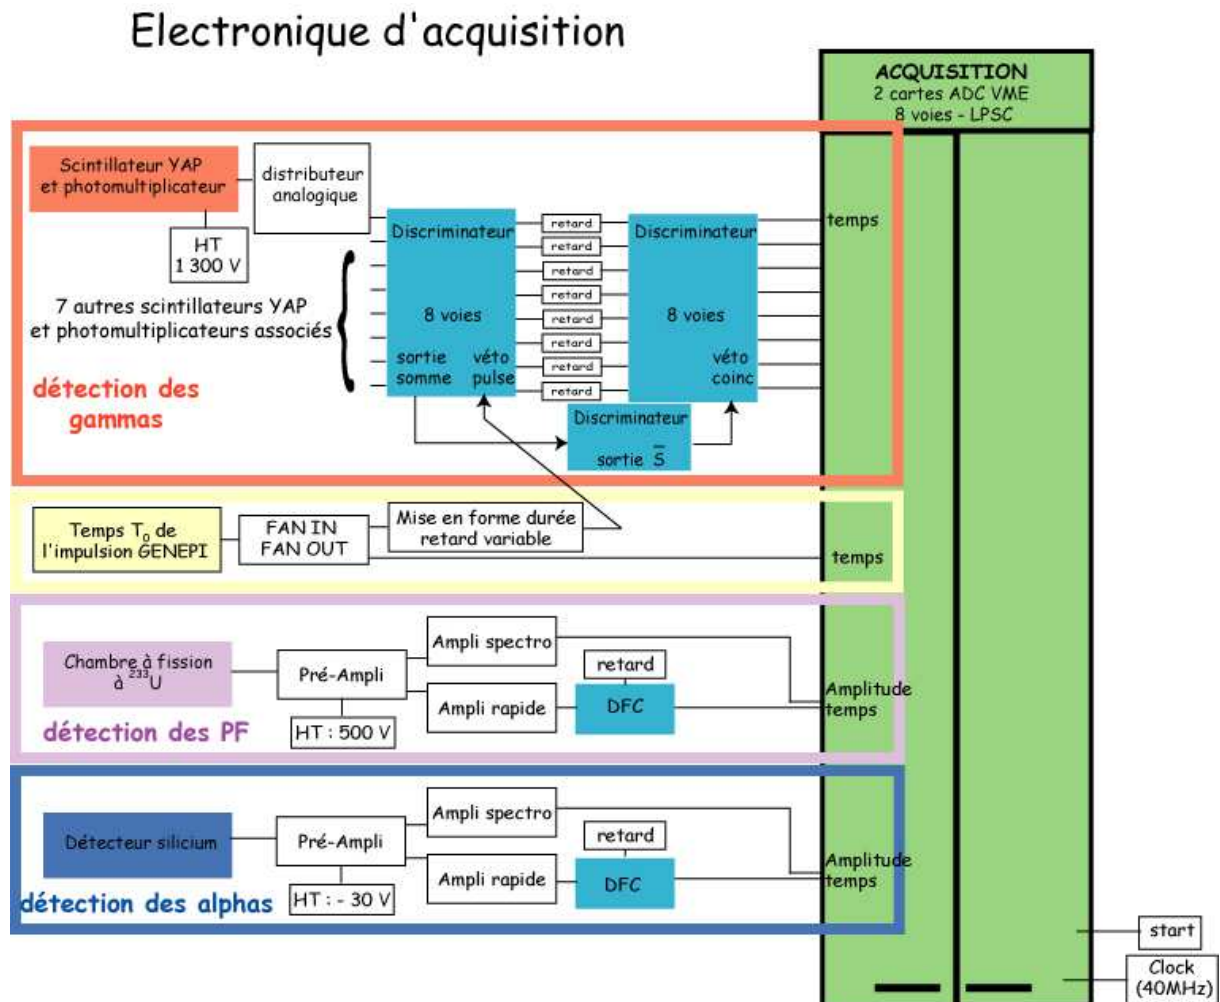 Electronique d'acquisition
ACQUISITION
2 cartes ADC VME
8 voies - LPSC
Scintillateur YAP
et photomultiplicateur
distributeur
analogique
HT
1 300 V
7 autres scintillateurs YAP
et photomultiplicateurs associés
détection des
gammas
Discriminateur
8 voies
sortie
somme
véto
pulse
retard
retard
retard
retard
retard
retard
retard
retard
Discriminateur
8 voies
véto
coinc
Discriminateur
sortie S̅
temps
Temps T₀ de
l'impulsion GENEPI
FAN IN
FAN OUT
Mise en forme durée
retard variable
temps
Chambre à fission
à ²³³U
détection des PF
Pré-Ampli
HT : 500 V
Ampli spectro
Ampli rapide
retard
DFC
Amplitude
temps
Détecteur silicium
détection des alphas
Pré-Ampli
HT : - 30 V
Ampli spectro
Ampli rapide
retard
DFC
Amplitude
temps
start
Clock
(40MHz)